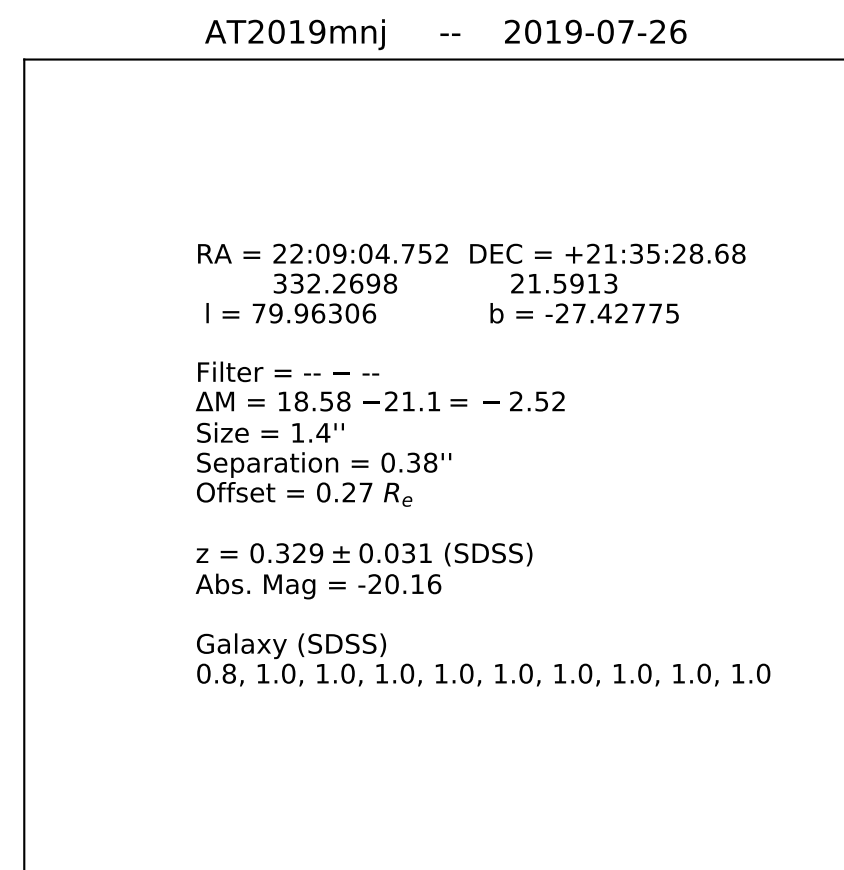 AT2019mnj -- 2019-07-26
RA = 22:09:04.752 DEC = +21:35:28.68
332.2698 21.5913
l = 79.96306 b = -27.42775
Filter = -- − --
ΔM = 18.58 −21.1 = − 2.52
Size = 1.4''
Separation = 0.38''
Offset = 0.27 Rₑ
z = 0.329 ± 0.031 (SDSS)
Abs. Mag = -20.16
Galaxy (SDSS)
0.8, 1.0, 1.0, 1.0, 1.0, 1.0, 1.0, 1.0, 1.0, 1.0